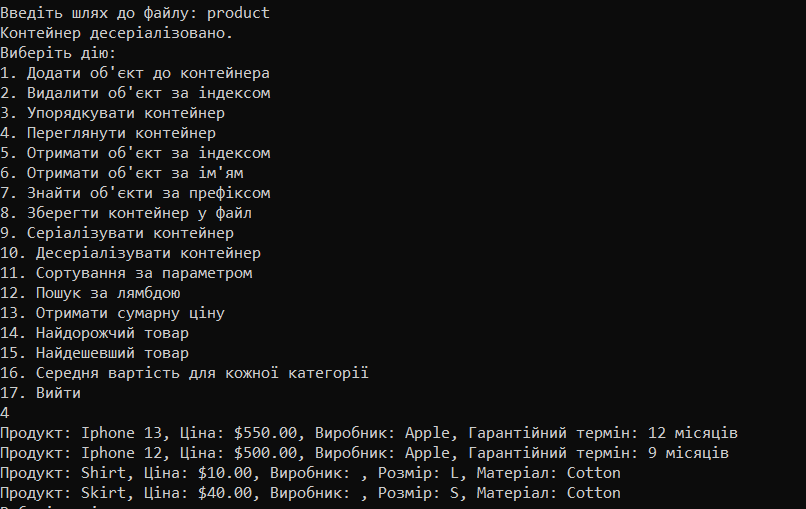 Введіть шлях до файлу: product
Контейнер десеріалізовано.
Виберіть дію:
1. Додати об'єкт до контейнера
2. Видалити об'єкт за індексом
3. Упорядкувати контейнер
4. Переглянути контейнер
5. Отримати об'єкт за індексом
6. Отримати об'єкт за ім'ям
7. Знайти об'єкти за префіксом
8. Зберегти контейнер у файл
9. Серіалізувати контейнер
10. Десеріалізувати контейнер
11. Сортування за параметром
12. Пошук за лямбдою
13. Отримати сумарну ціну
14. Найдорожчий товар
15. Найдешевший товар
16. Середня вартість для кожної категорії
17. Вийти
4
Продукт: Iphone 13, Ціна: $550.00, Виробник: Apple, Гарантійний термін: 12 місяців
Продукт: Iphone 12, Ціна: $500.00, Виробник: Apple, Гарантійний термін: 9 місяців
Продукт: Shirt, Ціна: $10.00, Виробник: , Розмір: L, Матеріал: Cotton
Продукт: Skirt, Ціна: $40.00, Виробник: , Розмір: S, Матеріал: Cotton